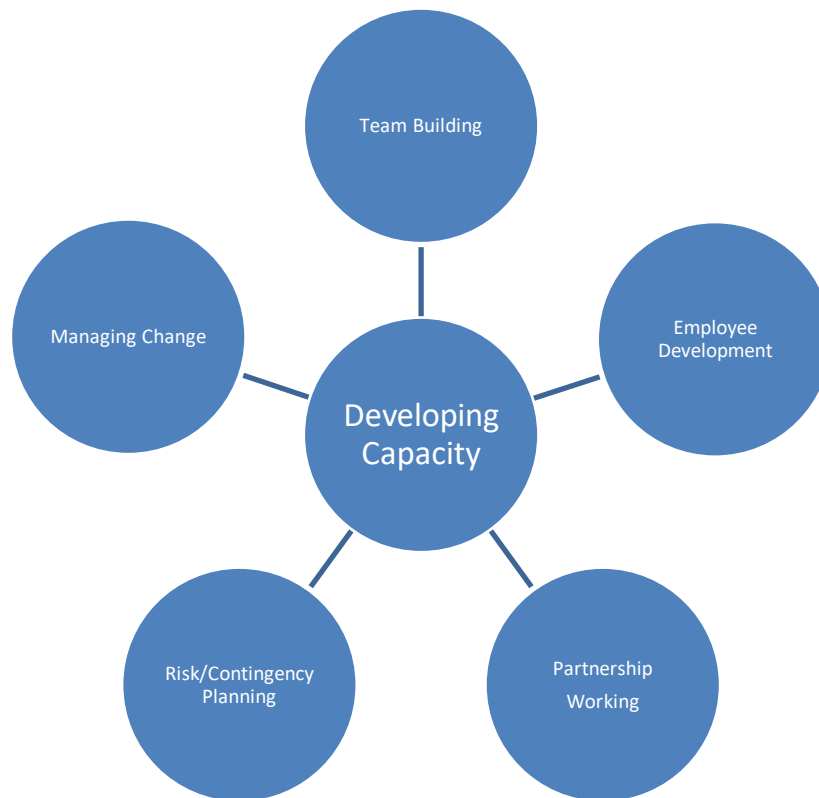 Team Building
Managing Change
Employee
Development
Developing
Capacity
Risk/Contingency
Planning
Partnership
Working